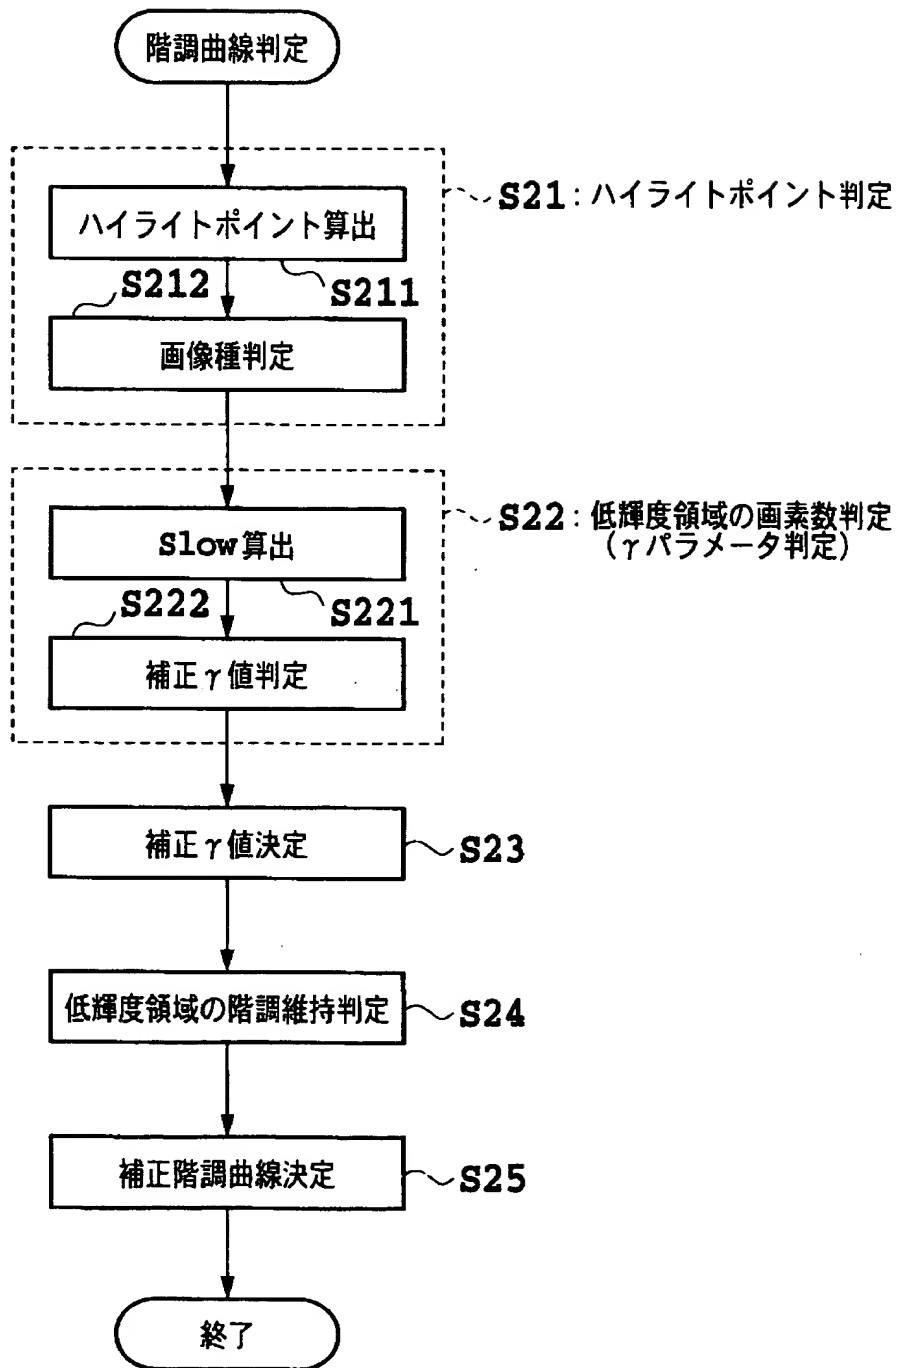 階調曲線判定
S21：ハイライトポイント判定
ハイライトポイント算出
S212
S211
画像種判定
S22：低輝度領域の画素数判定
（γパラメータ判定）
Slow算出
S222
S221
補正γ値判定
補正γ値決定
S23
低輝度領域の階調維持判定
S24
補正階調曲線決定
S25
終了